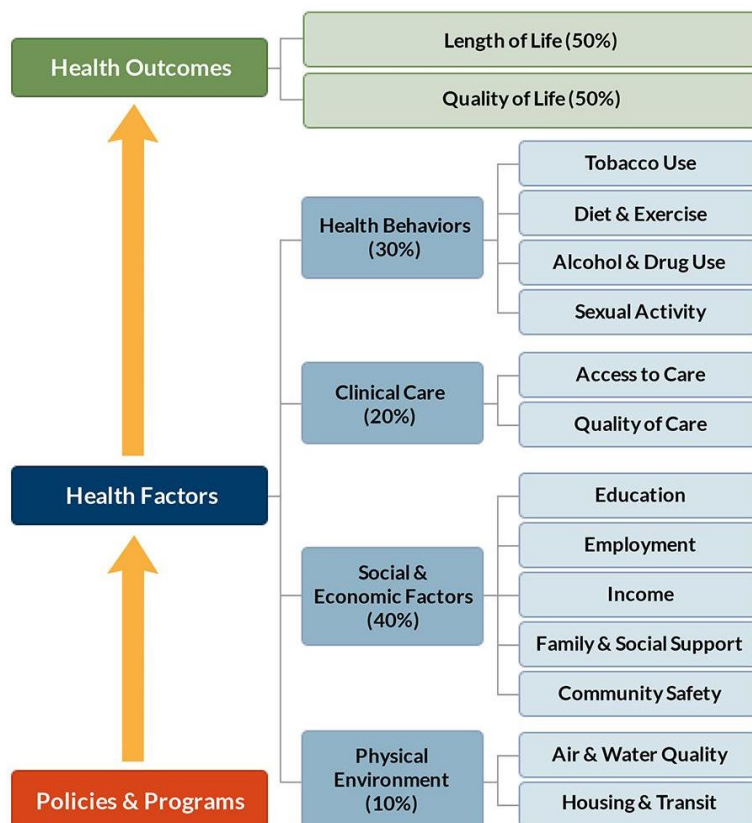 Health Outcomes
Length of Life (50%)
Quality of Life (50%)
Health Factors
Health Behaviors
(30%)
Tobacco Use
Diet & Exercise
Alcohol & Drug Use
Sexual Activity
Clinical Care
(20%)
Access to Care
Quality of Care
Social &
Economic Factors
(40%)
Education
Employment
Income
Family & Social Support
Community Safety
Physical
Environment
(10%)
Air & Water Quality
Housing & Transit
Policies & Programs